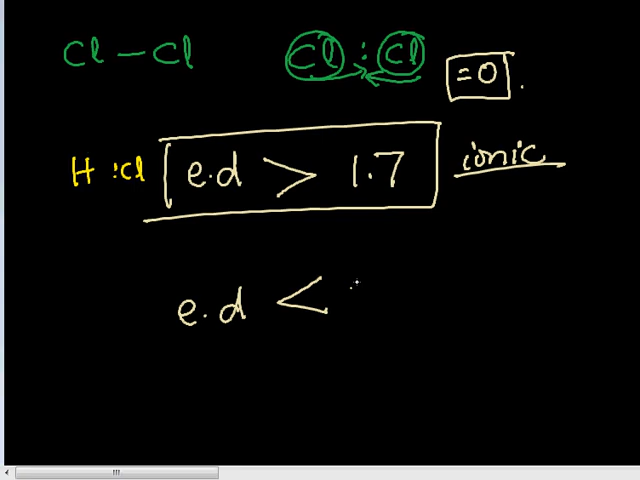 Cl — Cl Cl : Cl = 0 .
H :Cl e.d > 1.7 ionic
e.d <